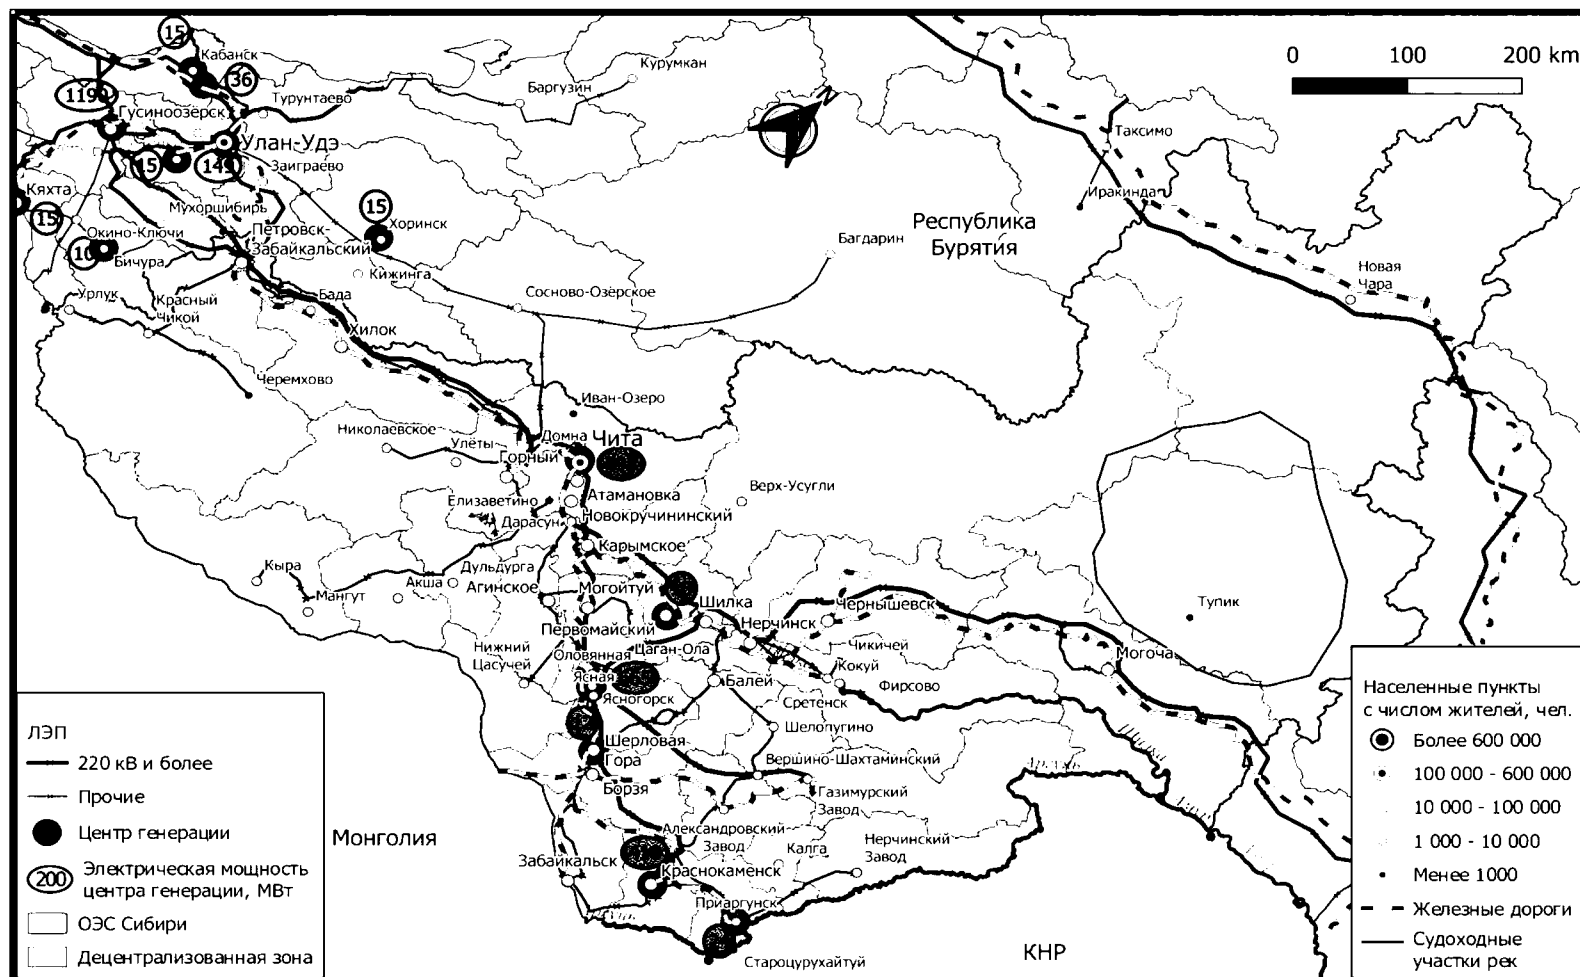 15
Кабанск
36
1190
Гусиноозёрск
Турунтаево
Баргузин
Курумкан
0 100 200 km
N
Таксимо
Улан-Удэ
15
149
Заиграево
Кяхта
15
15
Хоринск
Мухоршибирь
Иракинда
Республика
Бурятия
Окино-Ключи
Петровск-
Забайкальский
10
Бичура
Багдарин
Кижинга
Новая
Чара
Урлук
Красный
Чикой
Бада
Сосново-Озёрское
Хилок
Черемхово
Иван-Озеро
Николаевское
Улёты
Домна
Чита
Горный
Верх-Усугли
Елизаветино
Атамановка
Дарасун
Новокручининский
Карымское
Кыра
Дульдурга
Акша
Агинское
Могойтуй
Мангут
Шилка
Чернышевск
Тупик
Первомайский
Нерчинск
Нижний
Цасучей
Оловянная
Цаган-Ола
Чикичей
Могоча
Кокуй
Ясная
Балей
Фирсово
Ясногорск
Сретенск
Шелопугино
Шерловая
Гора
Вершино-Шахтаминский
Борзя
Газимурский
Завод
Монголия
Александровский
Завод
Калга
Нерчинский
Завод
Забайкальск
Краснокаменск
Приаргунск
Староцурухайтуй
КНР
ЛЭП
220 кВ и более
Прочие
Центр генерации
200
Электрическая мощность
центра генерации, МВт
ОЭС Сибири
Децентрализованная зона
Населенные пункты
с числом жителей, чел.
Более 600 000
100 000 - 600 000
10 000 - 100 000
1 000 - 10 000
Менее 1000
Железные дороги
Судоходные
участки рек